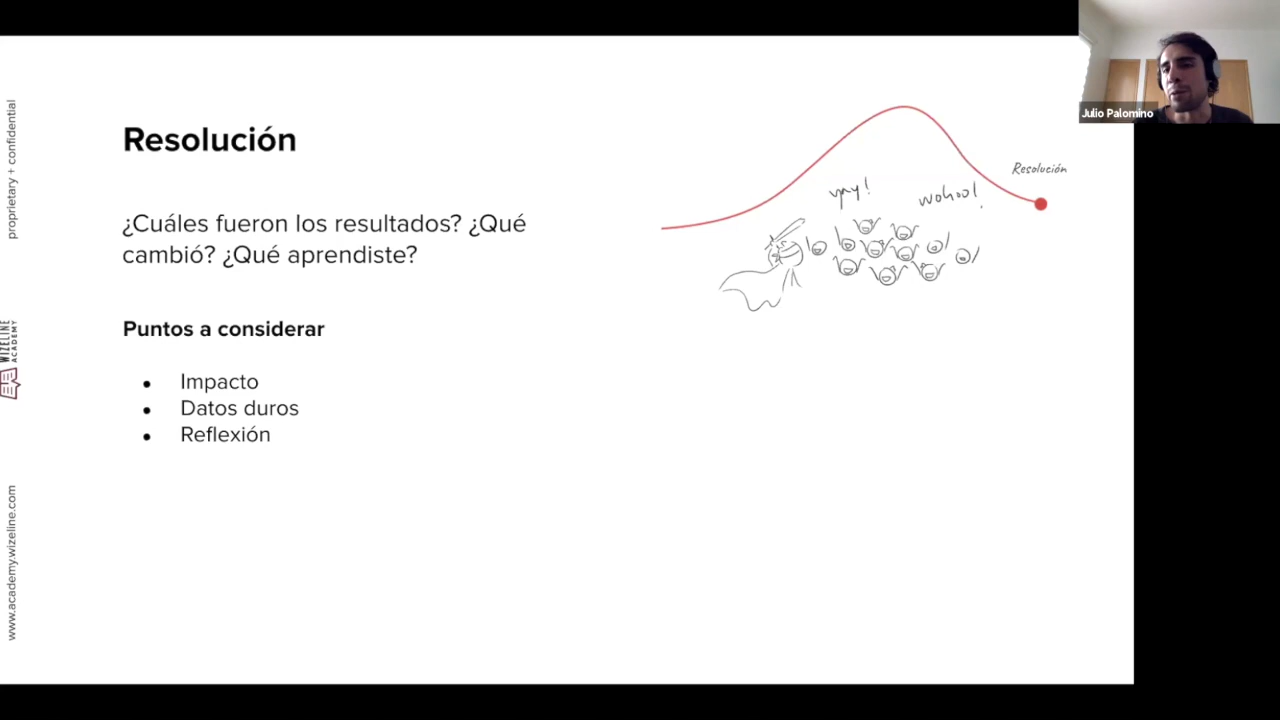 Resolución
¿Cuáles fueron los resultados? ¿Qué
cambió? ¿Qué aprendiste?
Puntos a considerar
• Impacto
• Datos duros
• Reflexión
Resolución
yay!
wohoo!
Julio Palomino
proprietary + confidential
WIZELINE
ACADEMY
www.academy.wizeline.com